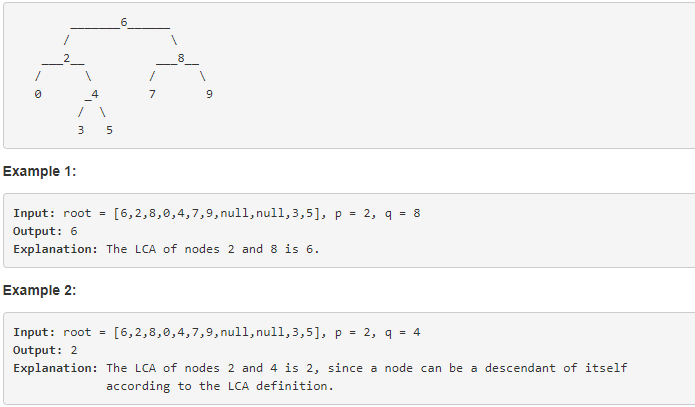 _______6______
/ \
___2__ ___8__
/ \ / \
0 _4 7 9
/ \
3 5
Example 1:
Input: root = [6,2,8,0,4,7,9,null,null,3,5], p = 2, q = 8
Output: 6
Explanation: The LCA of nodes 2 and 8 is 6.
Example 2:
Input: root = [6,2,8,0,4,7,9,null,null,3,5], p = 2, q = 4
Output: 2
Explanation: The LCA of nodes 2 and 4 is 2, since a node can be a descendant of itself
according to the LCA definition.